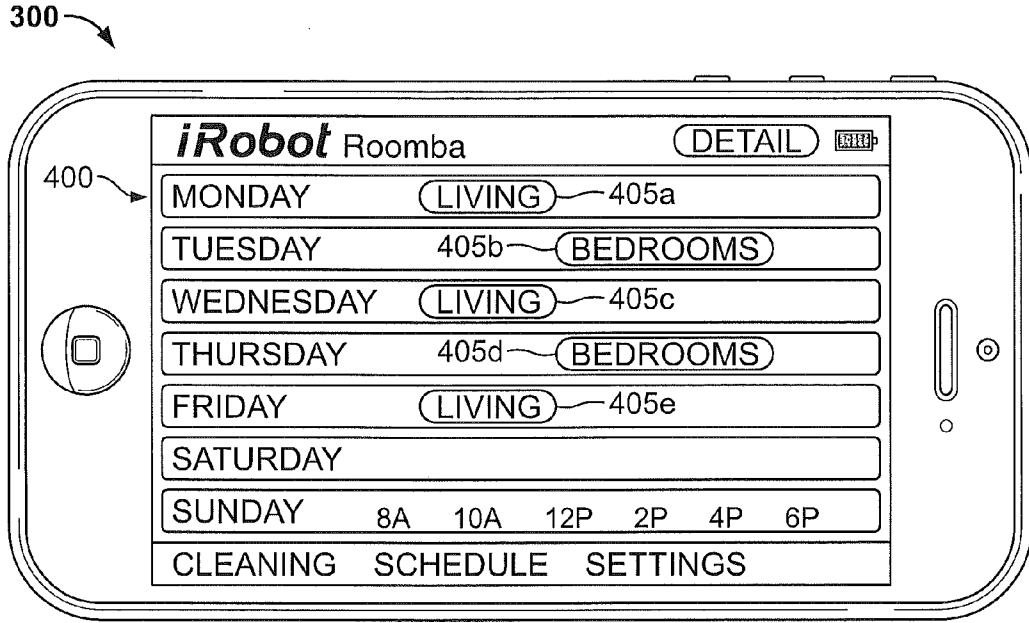 300
iRobot Roomba DETAIL
400
MONDAY LIVING 405a
TUESDAY 405b BEDROOMS
WEDNESDAY LIVING 405c
THURSDAY 405d BEDROOMS
FRIDAY LIVING 405e
SATURDAY
SUNDAY 8A 10A 12P 2P 4P 6P
CLEANING SCHEDULE SETTINGS